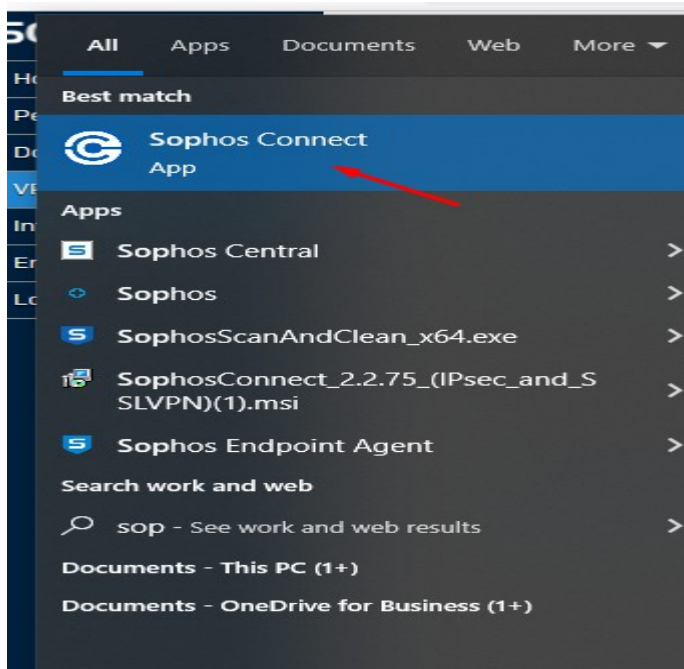 All Apps Documents Web More
Best match
Sophos Connect
App
Apps
Sophos Central
Sophos
SophosScanAndClean_x64.exe
SophosConnect_2.2.75_(IPsec_and_S
SLVPN)(1).msi
Sophos Endpoint Agent
Search work and web
sop - See work and web results
Documents - This PC (1+)
Documents - OneDrive for Business (1+)